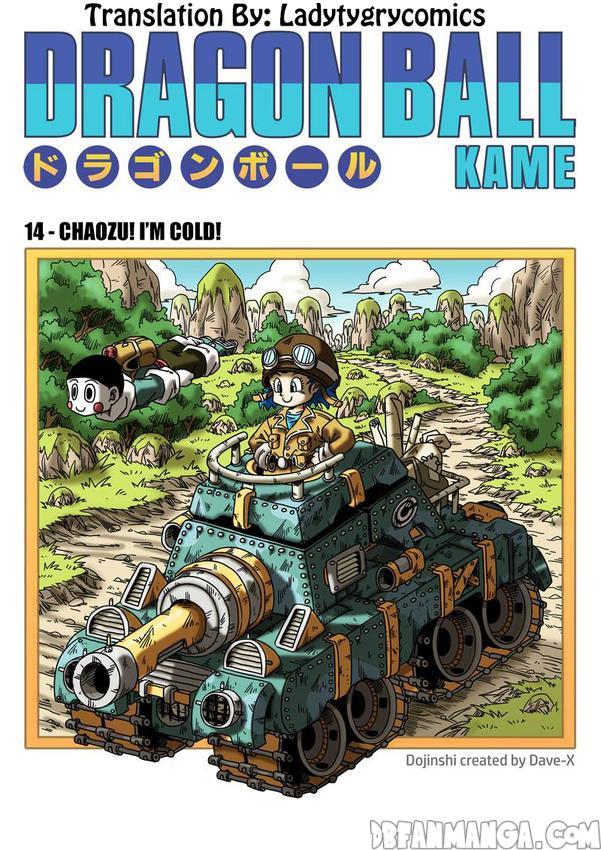 Translation By: Ladytygrycomics
DRAGON BALL
ドラゴンボール KAME
14 - CHAOZU! I'M COLD!
Dojinshi created by Dave-X
DBFANMANGA.COM